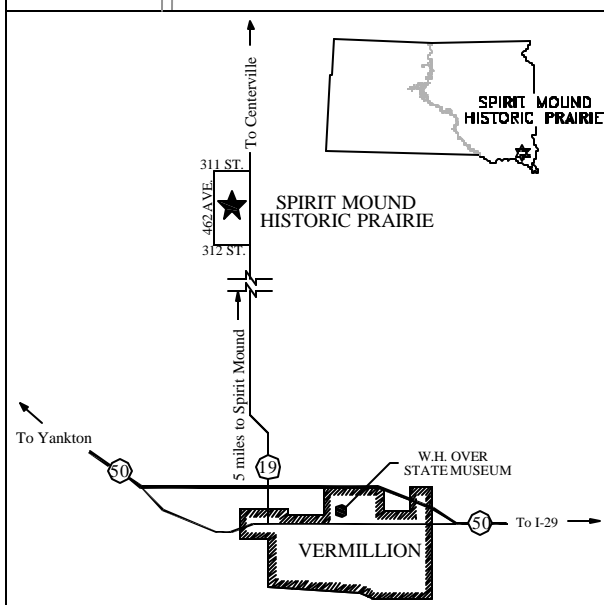 To Centerville
SPIRIT MOUND
HISTORIC PRAIRIE
311 ST.
462 AVE.
SPIRIT MOUND
HISTORIC PRAIRIE
312 ST.
5 miles to Spirit Mound
To Yankton
50
19
W.H. OVER
STATE MUSEUM
50
To I-29
VERMILLION